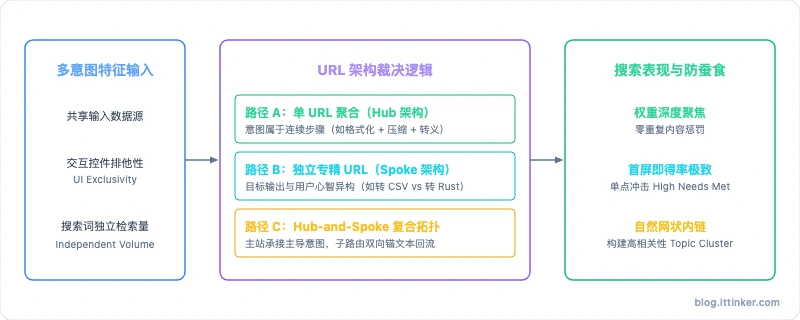 多意图特征输入
共享输入数据源
交互控件排他性
UI Exclusivity
搜索词独立检索量
Independent Volume
URL 架构裁决逻辑
路径 A：单 URL 聚合（Hub 架构）
意图属于连续步骤（如格式化 + 压缩 + 转义）
路径 B：独立专精 URL（Spoke 架构）
目标输出与用户心智异构（如转 CSV vs 转 Rust）
路径 C：Hub-and-Spoke 复合拓扑
主站承接主导意图，子路由双向锚文本回流
搜索表现与防蚕食
权重深度聚焦
零重复内容惩罚
首屏即得率极致
单点冲击 High Needs Met
自然网状内链
构建高相关性 Topic Cluster
blog.ittinker.com